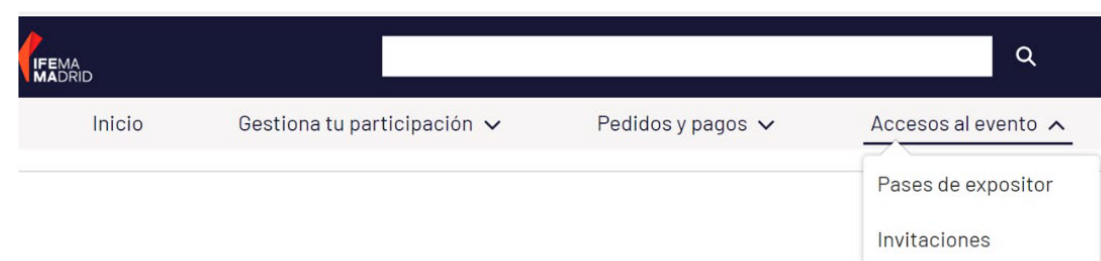 IFEMA
MADRID
Inicio Gestiona tu participación Pedidos y pagos Accesos al evento
Pases de expositor
Invitaciones